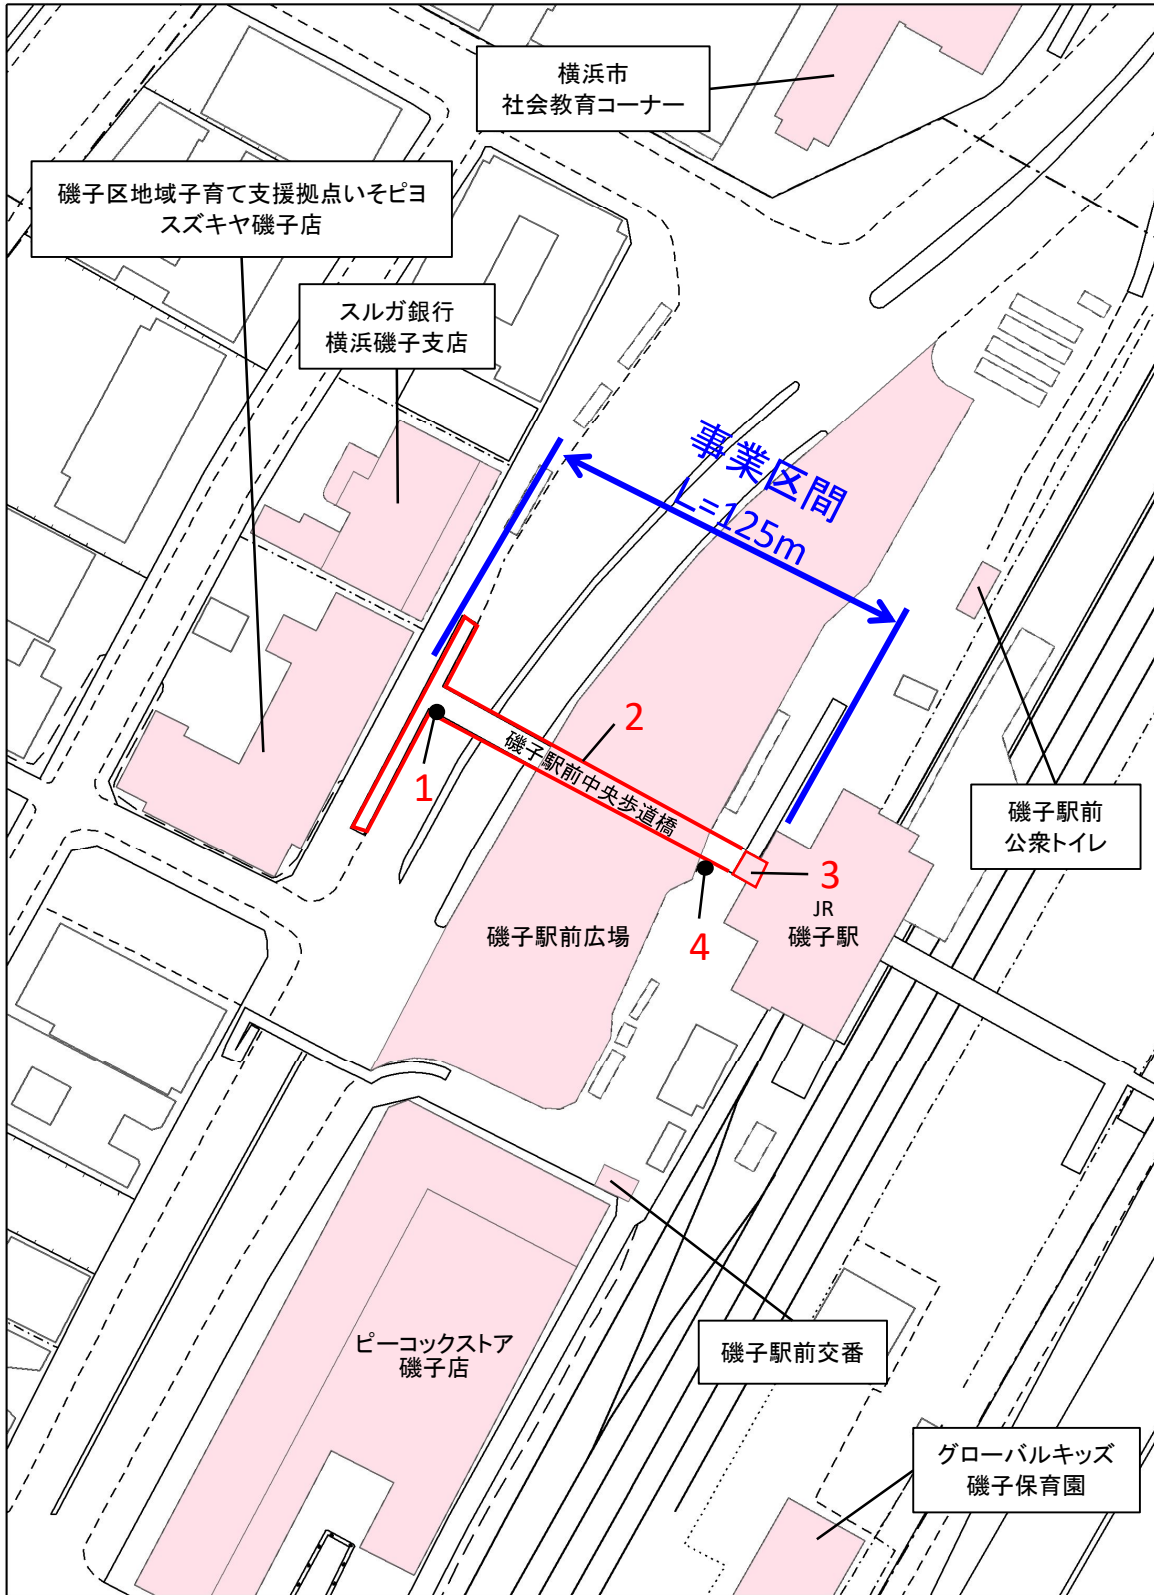 横浜市
社会教育コーナー
磯子区地域子育て支援拠点いそピヨ
スズキヤ磯子店
スルガ銀行
横浜磯子支店
事業区間
L=125m
2
磯子駅前中央歩道橋
1
磯子駅前
公衆トイレ
3
JR
磯子駅
磯子駅前広場
4
ピーコックストア
磯子店
磯子駅前交番
グローバルキッズ
磯子保育園